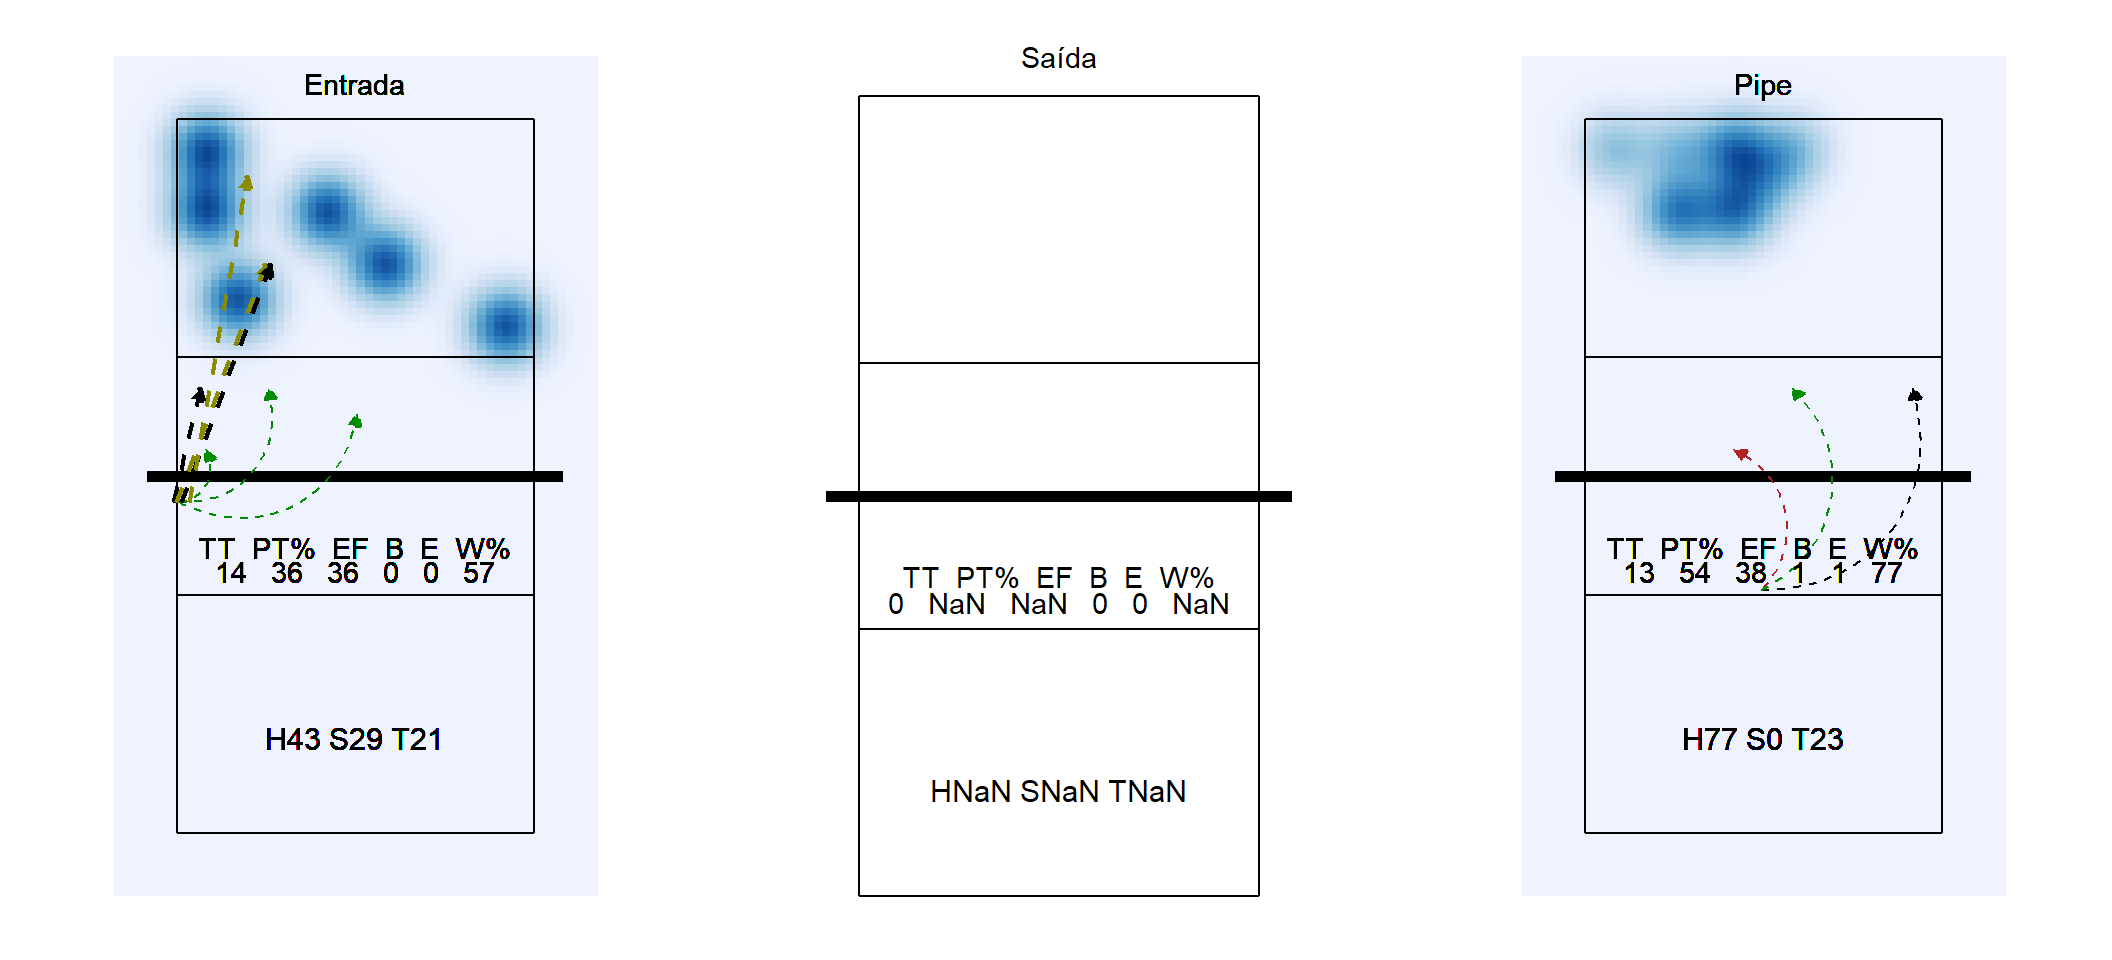 Entrada
TT PT% EF B E W%
14 36 36 0 0 57
H43 S29 T21
Saída
TT PT% EF B E W%
0 NaN NaN 0 0 NaN
HNaN SNaN TNaN
Pipe
TT PT% EF B E W%
13 54 38 1 1 77
H77 S0 T23